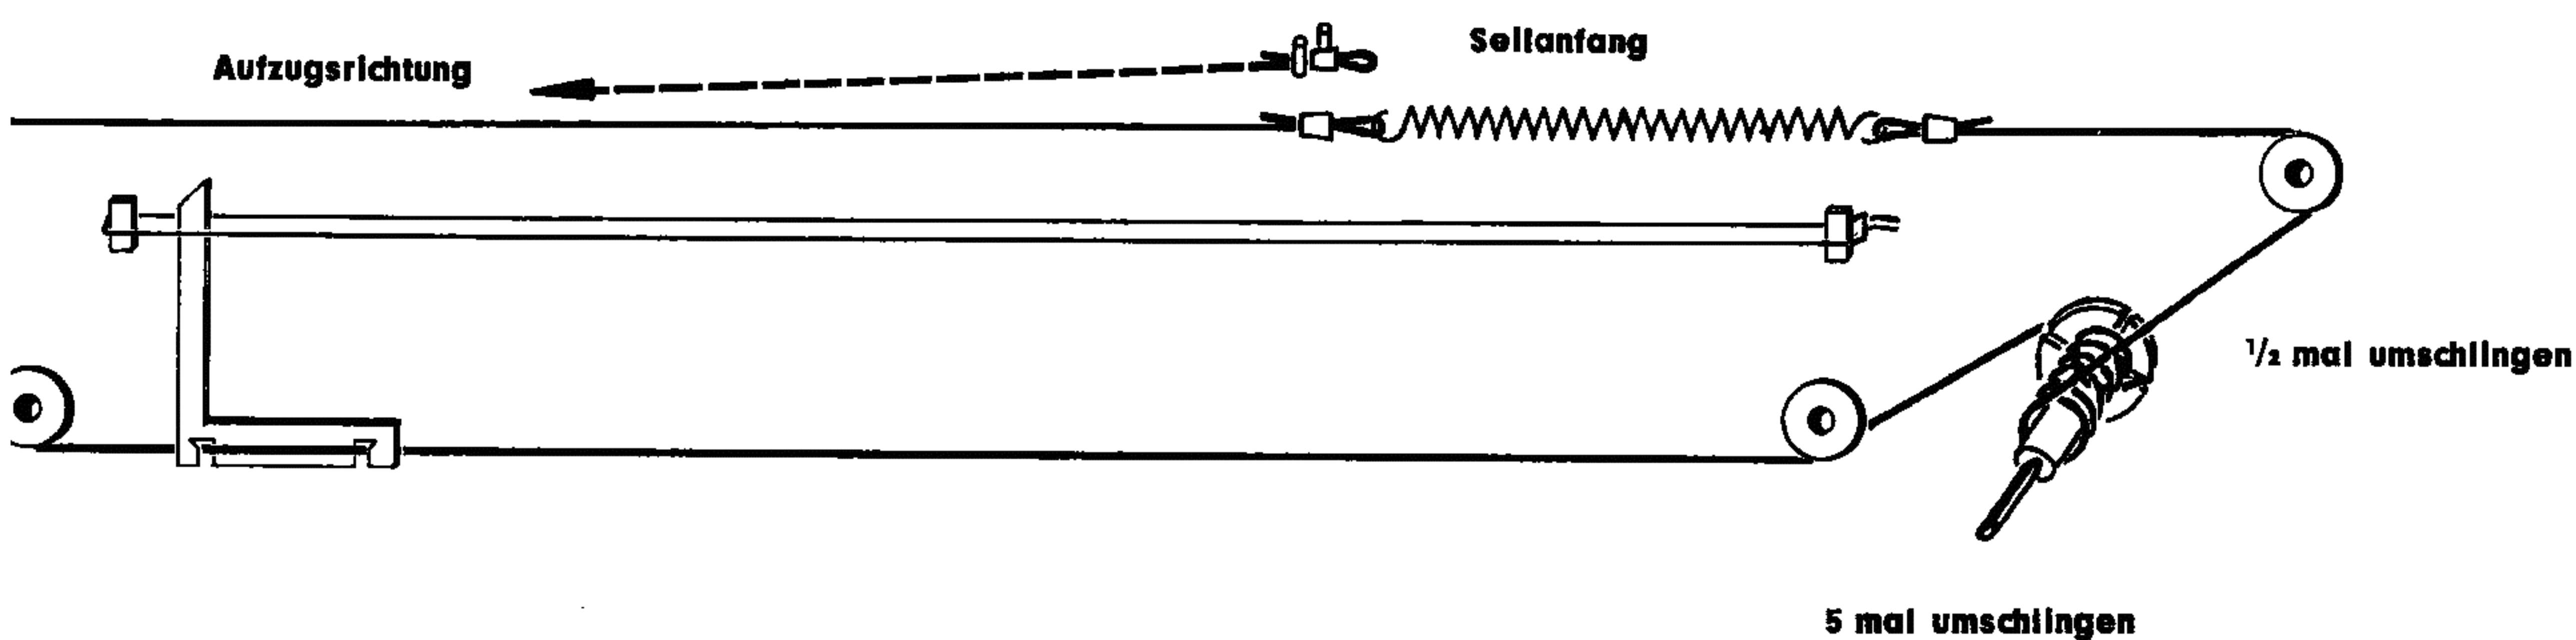 Aufzugsrichtung
Seilanfang
1/2 mal umschlingen
5 mal umschlingen